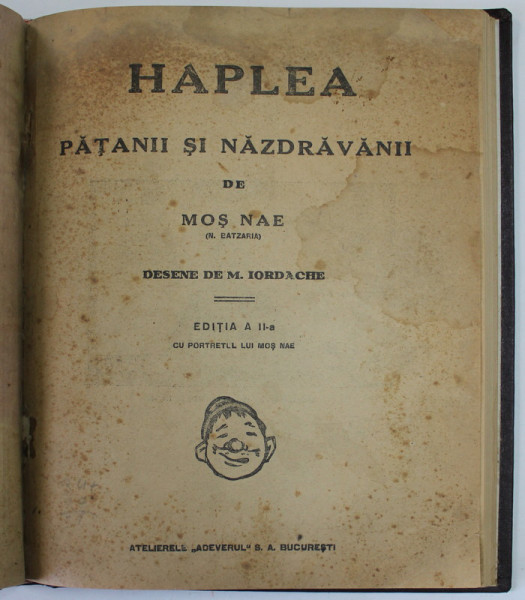 HAPLEA
PĂȚANII ȘI NĂZDRĂVĂNII
DE
MOȘ NAE
(N. BATZARIA)
DESENE DE M. IORDACHE
EDIȚIA A II-a
CU PORTRETUL LUI MOȘ NAE
ATELIERELE „ADEVERUL" S. A. BUCUREȘTI